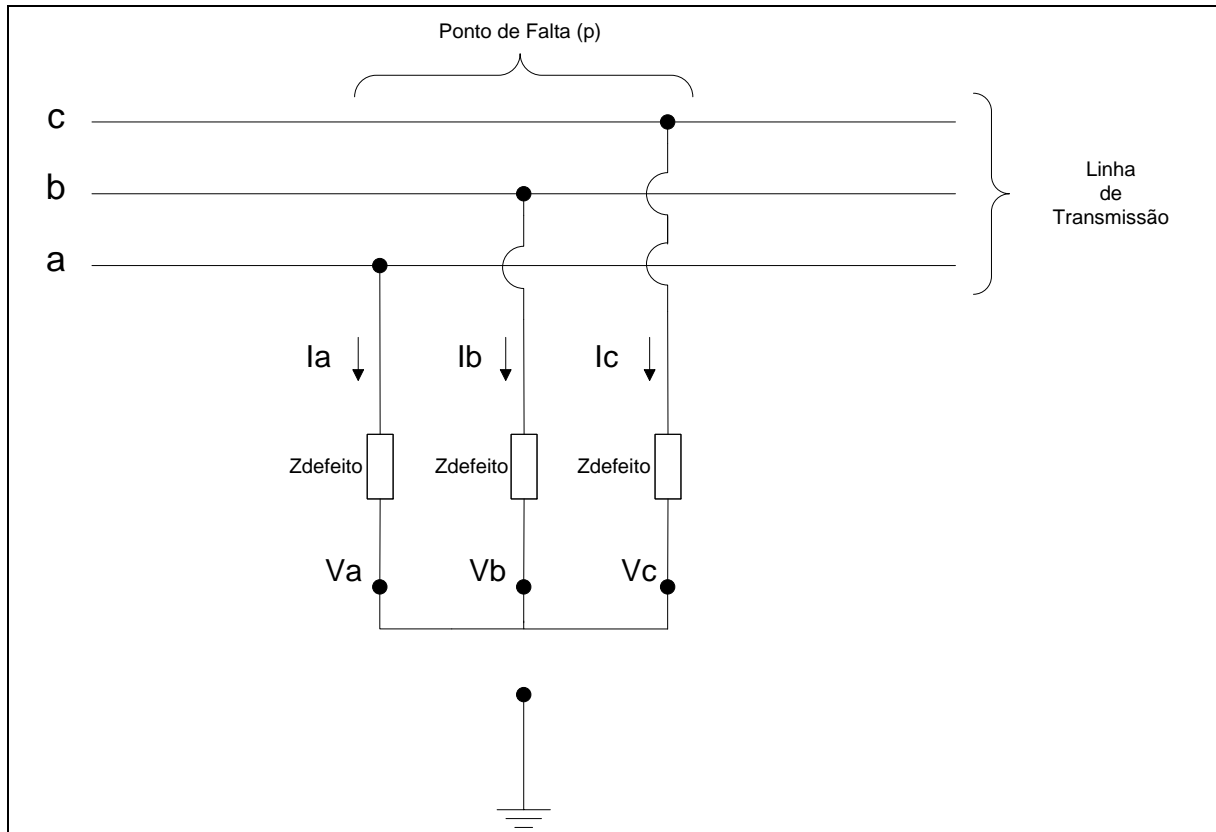 Ponto de Falta (p)
c
b
a
Linha
de
Transmissão
Ia
Ib
Ic
Zdefeito
Zdefeito
Zdefeito
Va
Vb
Vc